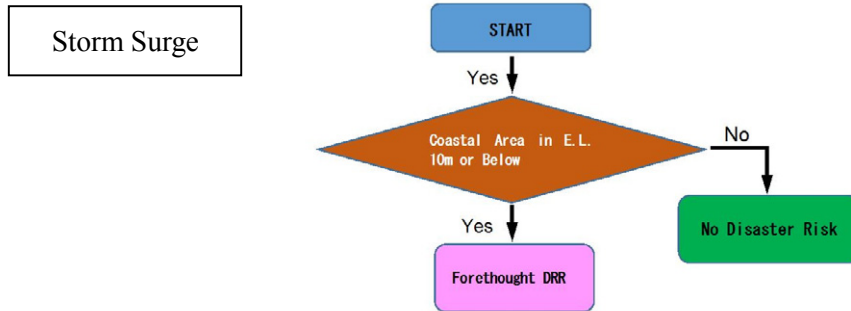 Storm Surge
START
Yes
Coastal Area in E.L.
10m or Below
No
Yes
No Disaster Risk
Forethought DRR